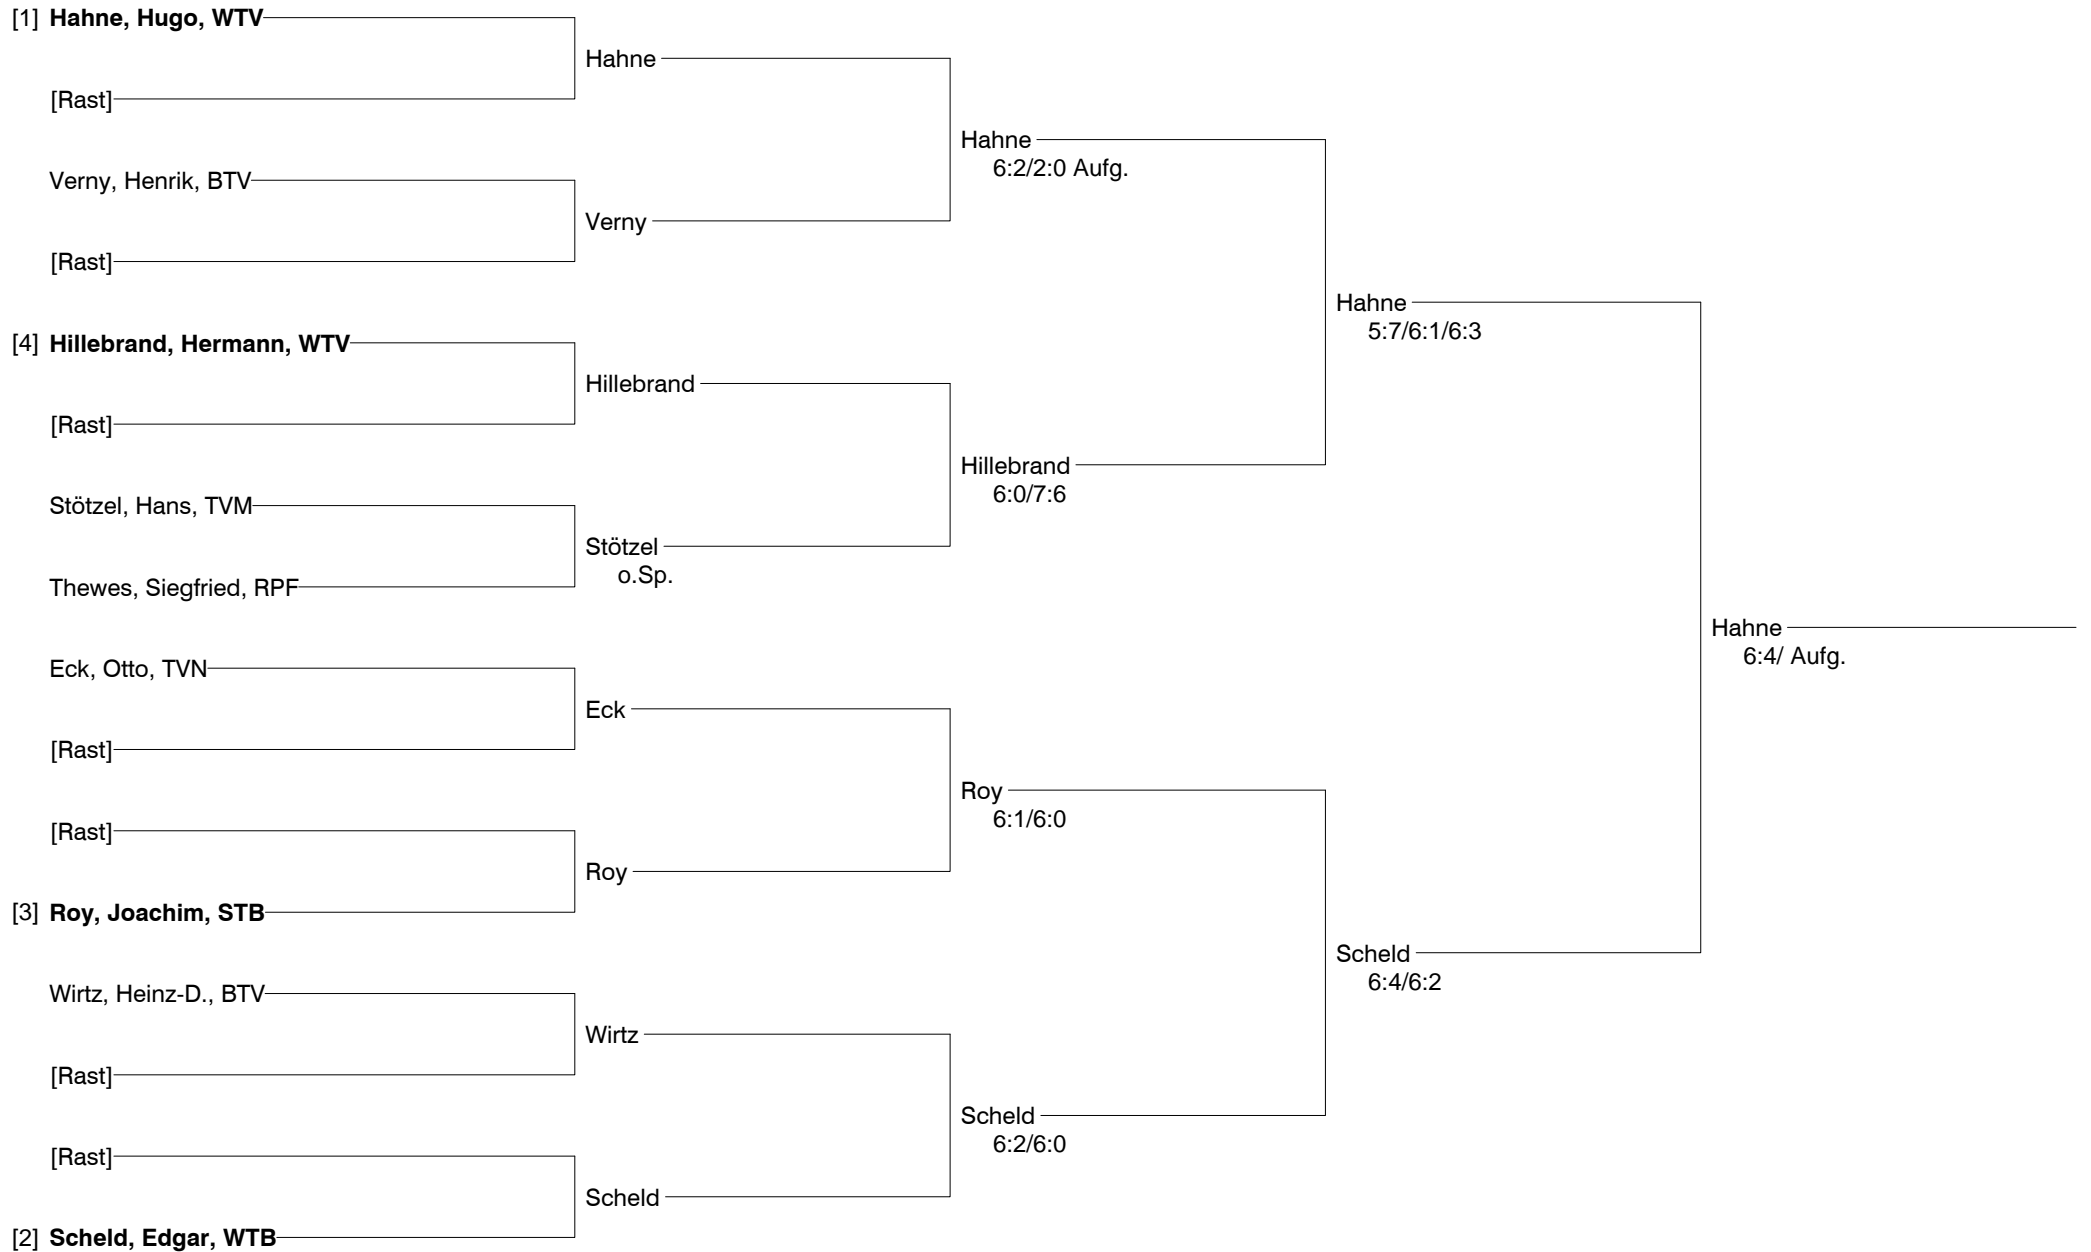 [1] Hahne, Hugo, WTV
[Rast]
Verny, Henrik, BTV
[Rast]
[4] Hillebrand, Hermann, WTV
[Rast]
Stötzel, Hans, TVM
Thewes, Siegfried, RPF
Eck, Otto, TVN
[Rast]
[Rast]
[3] Roy, Joachim, STB
Wirtz, Heinz-D., BTV
[Rast]
[Rast]
[2] Scheld, Edgar, WTB
Hahne
Verny
Hillebrand
Stötzel
o.Sp.
Eck
Roy
Wirtz
Scheld
Hahne
6:2/2:0 Aufg.
Hillebrand
6:0/7:6
Roy
6:1/6:0
Scheld
6:2/6:0
Hahne
5:7/6:1/6:3
Scheld
6:4/6:2
Hahne
6:4/ Aufg.